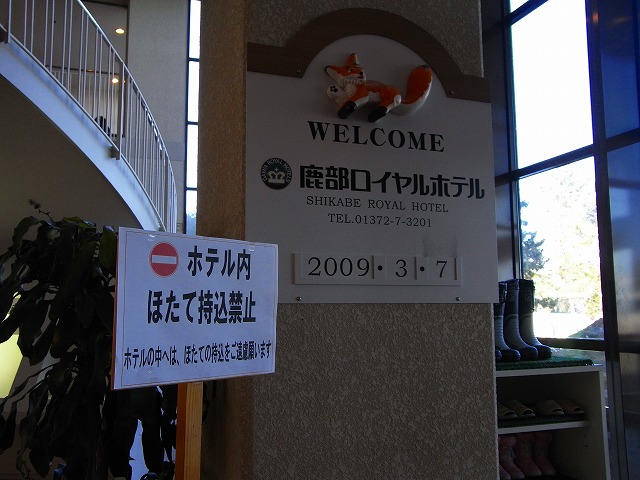 WELCOME
鹿部ロイヤルホテル
SHIKABE ROYAL HOTEL
TEL.01372-7-3201
2009・3・7
ホテル内
ほたて持込禁止
ホテルの中へは、ほたての持込をご遠慮願います